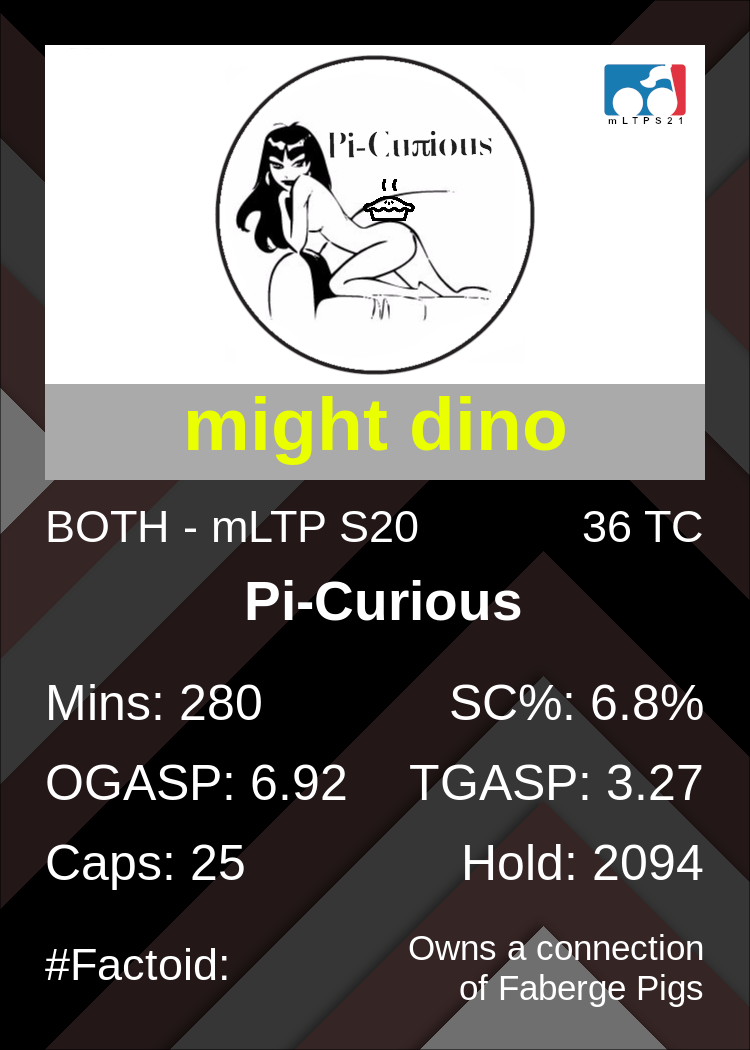 Pi-Cuπious
mLTPS21
might dino
BOTH - mLTP S20
36 TC
Pi-Curious
Mins: 280
SC%: 6.8%
OGASP: 6.92
TGASP: 3.27
Caps: 25
Hold: 2094
#Factoid:
Owns a connection
of Faberge Pigs